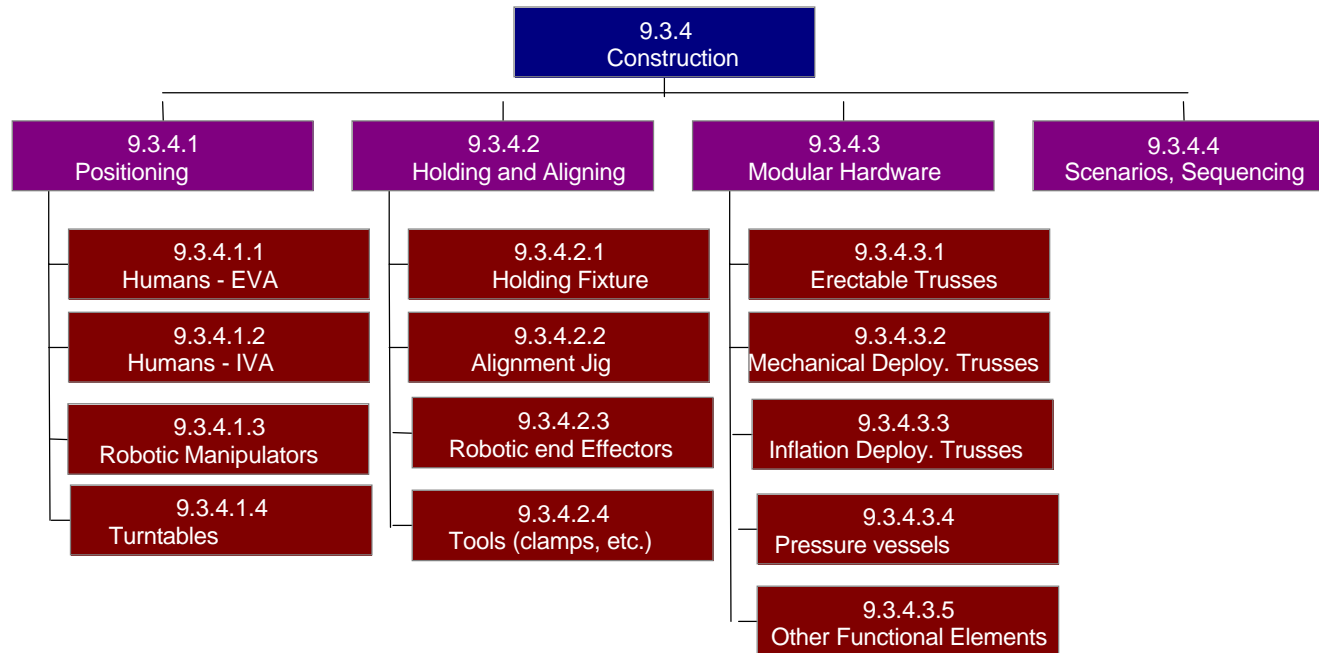 9.3.4
Construction
9.3.4.1
Positioning
9.3.4.2
Holding and Aligning
9.3.4.3
Modular Hardware
9.3.4.4
Scenarios, Sequencing
9.3.4.1.1
Humans - EVA
9.3.4.1.2
Humans - IVA
9.3.4.1.3
Robotic Manipulators
9.3.4.1.4
Turntables
9.3.4.2.1
Holding Fixture
9.3.4.2.2
Alignment Jig
9.3.4.2.3
Robotic end Effectors
9.3.4.2.4
Tools (clamps, etc.)
9.3.4.3.1
Erectable Trusses
9.3.4.3.2
Mechanical Deploy. Trusses
9.3.4.3.3
Inflation Deploy. Trusses
9.3.4.3.4
Pressure vessels
9.3.4.3.5
Other Functional Elements